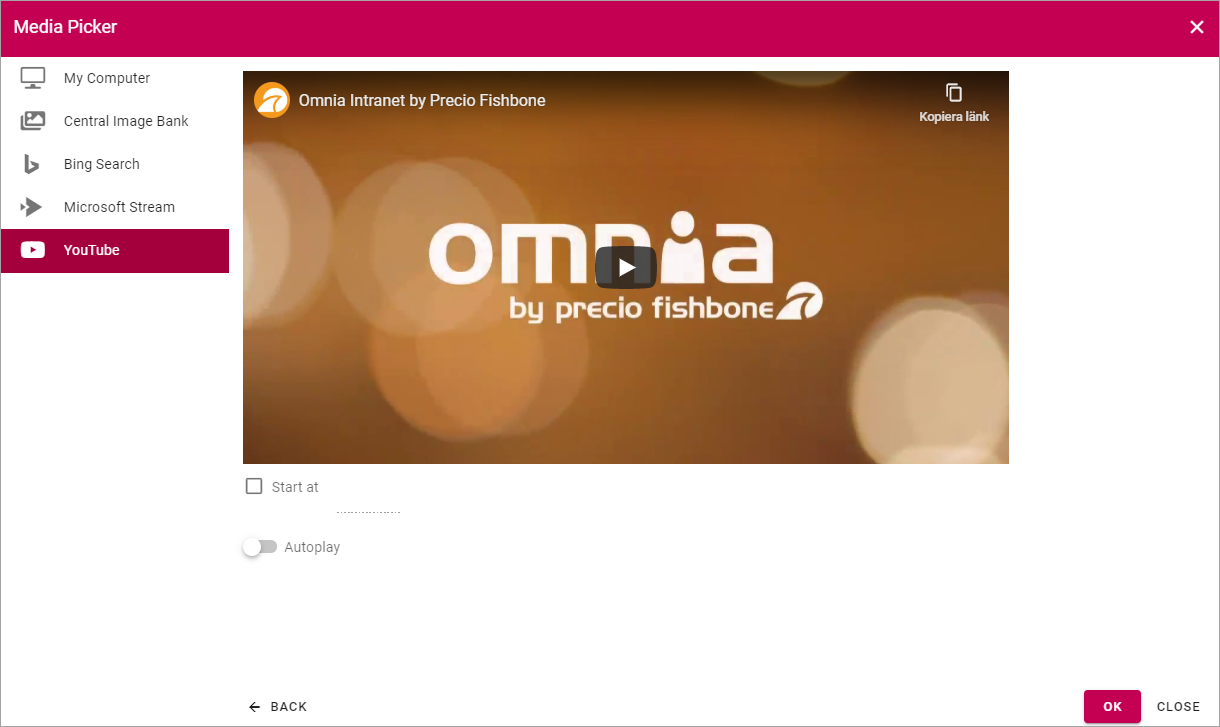 Media Picker
My Computer
Central Image Bank
Bing Search
Microsoft Stream
YouTube
Omnia Intranet by Precio Fishbone
Kopiera länk
omnia
by precio fishbone
Start at
Autoplay
BACK
OK
CLOSE